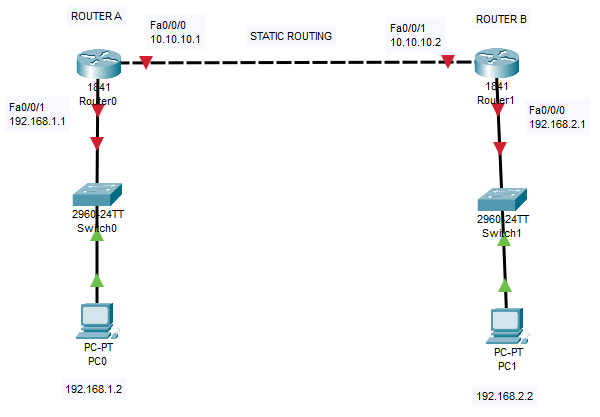 ROUTER A
Fa0/0/0
10.10.10.1
STATIC ROUTING
Fa0/0/1
10.10.10.2
ROUTER B
1841
Router0
1841
Router1
Fa0/0/1
192.168.1.1
Fa0/0/0
192.168.2.1
2960-24TT
Switch0
2960-24TT
Switch1
PC-PT
PC0
PC-PT
PC1
192.168.1.2
192.168.2.2